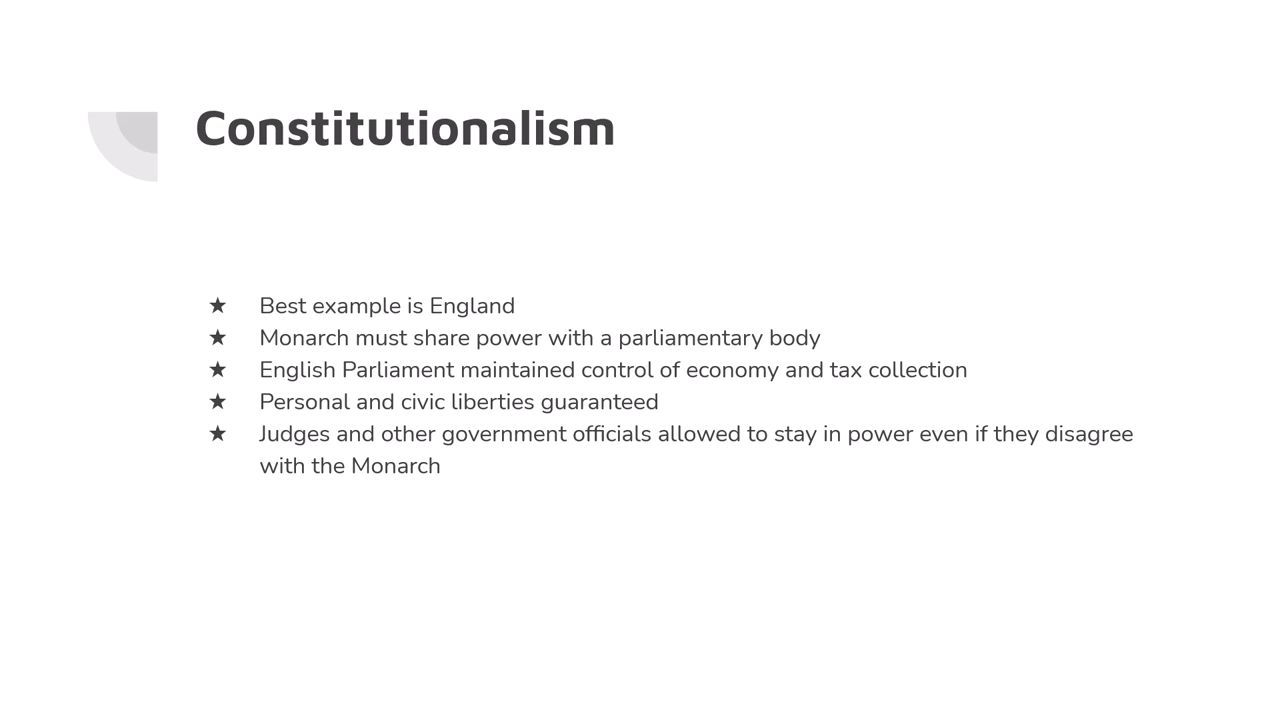 Constitutionalism
★ Best example is England
★ Monarch must share power with a parliamentary body
★ English Parliament maintained control of economy and tax collection
★ Personal and civic liberties guaranteed
★ Judges and other government officials allowed to stay in power even if they disagree
with the Monarch